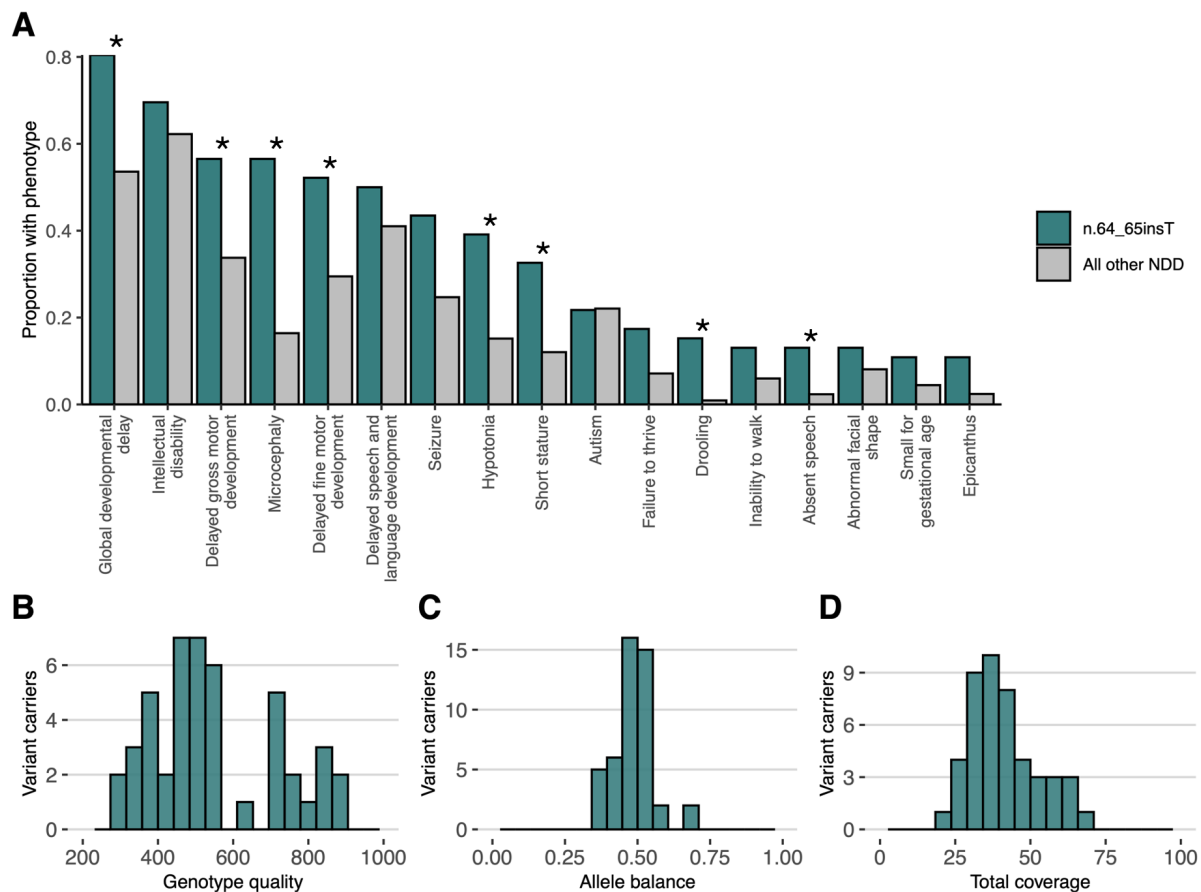 A
* * * * * * * *
0.8
0.6
0.4
0.2
0.0
Proportion with phenotype
n.64_65insT
All other NDD
Global developmental
delay
Intellectual
disability
Delayed gross motor
development
Microcephaly
Delayed fine motor
development
Delayed speech and
language development
Seizure
Hypotonia
Short stature
Autism
Failure to thrive
Drooling
Inability to walk
Absent speech
Abnormal facial
shape
Small for
gestational age
Epicanthus
B
Variant carriers
6
4
2
0
200 400 600 800 1000
Genotype quality
C
Variant carriers
15
10
5
0
0.00 0.25 0.50 0.75 1.00
Allele balance
D
Variant carriers
9
6
3
0
0 25 50 75 100
Total coverage